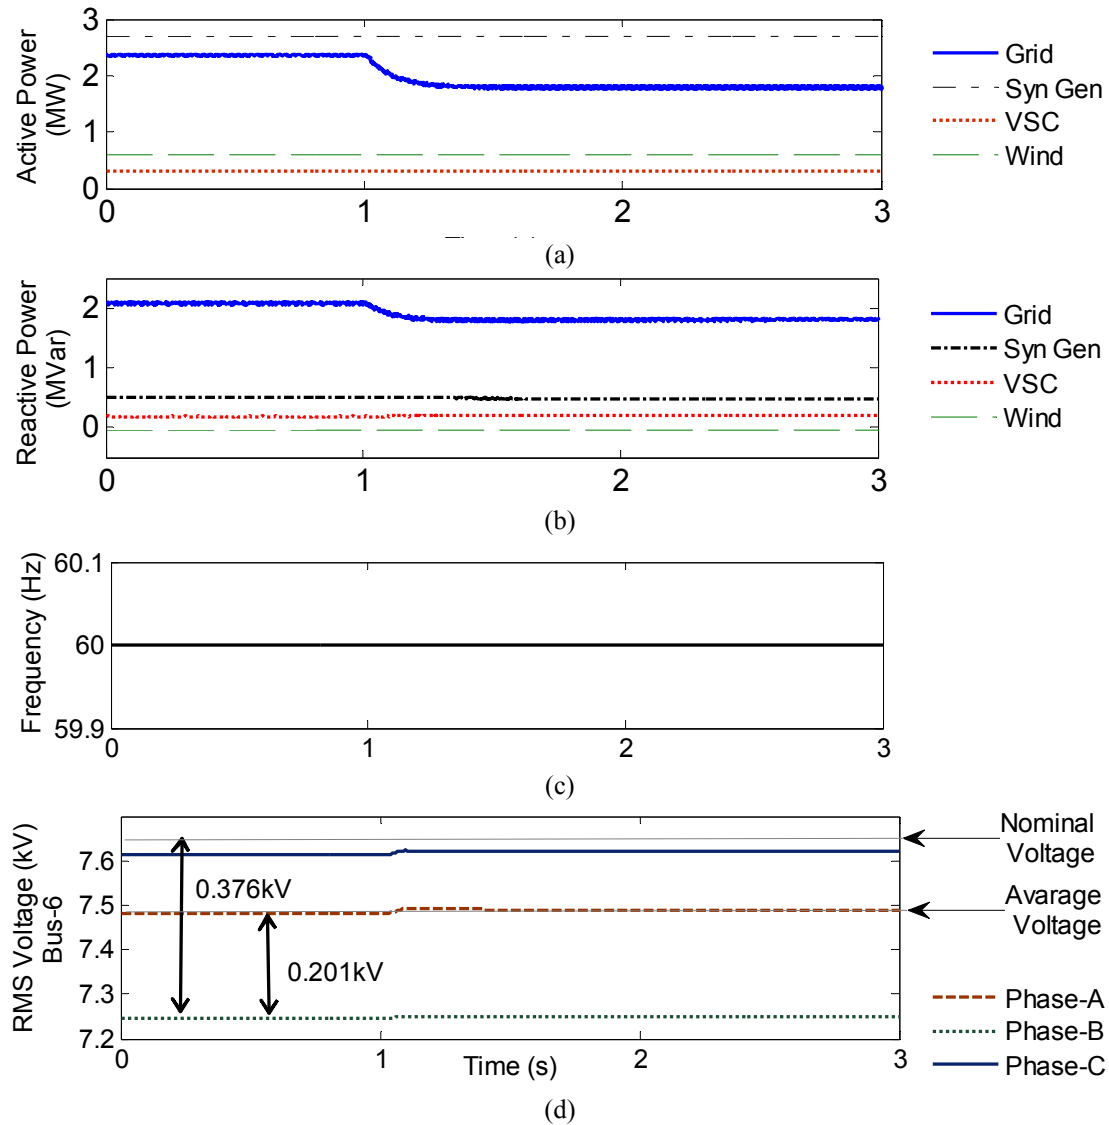 Active Power
(MW)
3
2
1
0
0
1
2
3
Grid
Syn Gen
VSC
Wind
(a)
Reactive Power
(MVar)
2
1
0
0
1
2
3
Grid
Syn Gen
VSC
Wind
(b)
Frequency (Hz)
60.1
60
59.9
0
1
2
3
(c)
RMS Voltage (kV)
Bus-6
7.6
7.5
7.4
7.3
7.2
0.376kV
0.201kV
0
1
2
3
Time (s)
Nominal
Voltage
Avarage
Voltage
Phase-A
Phase-B
Phase-C
(d)